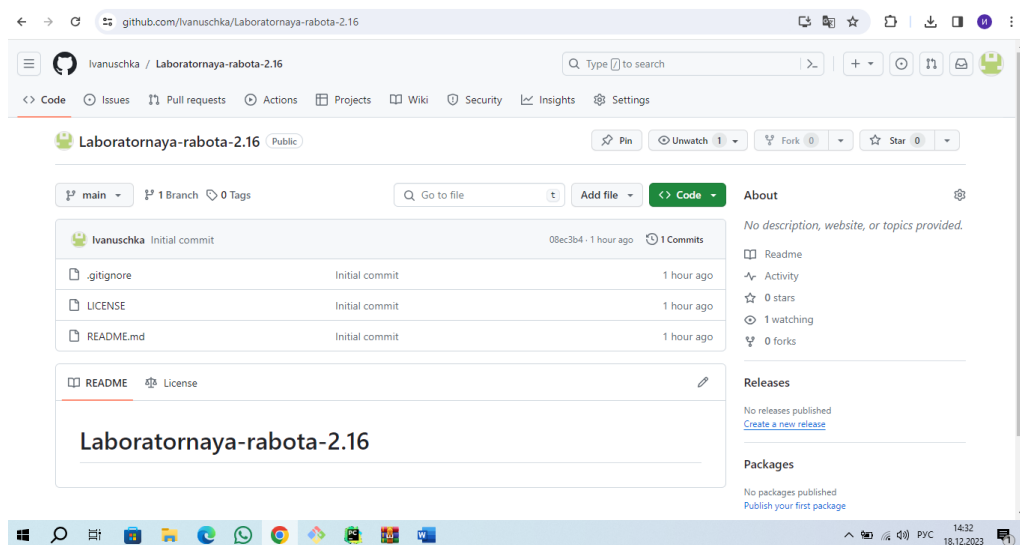 github.com/Ivanuschka/Laboratornaya-rabota-2.16
И
Ivanuschka / Laboratornaya-rabota-2.16
Type / to search
Code Issues Pull requests Actions Projects Wiki Security Insights Settings
Laboratornaya-rabota-2.16 Public
Pin Unwatch 1 Fork 0 Star 0
main 1 Branch 0 Tags Go to file t Add file Code
Ivanuschka Initial commit 08ec3b4 · 1 hour ago 1 Commits
.gitignore Initial commit 1 hour ago
LICENSE Initial commit 1 hour ago
README.md Initial commit 1 hour ago
README License
Laboratornaya-rabota-2.16
About
No description, website, or topics provided.
Readme
Activity
0 stars
1 watching
0 forks
Releases
No releases published
Create a new release
Packages
No packages published
Publish your first package
РУС
14:32
18.12.2023